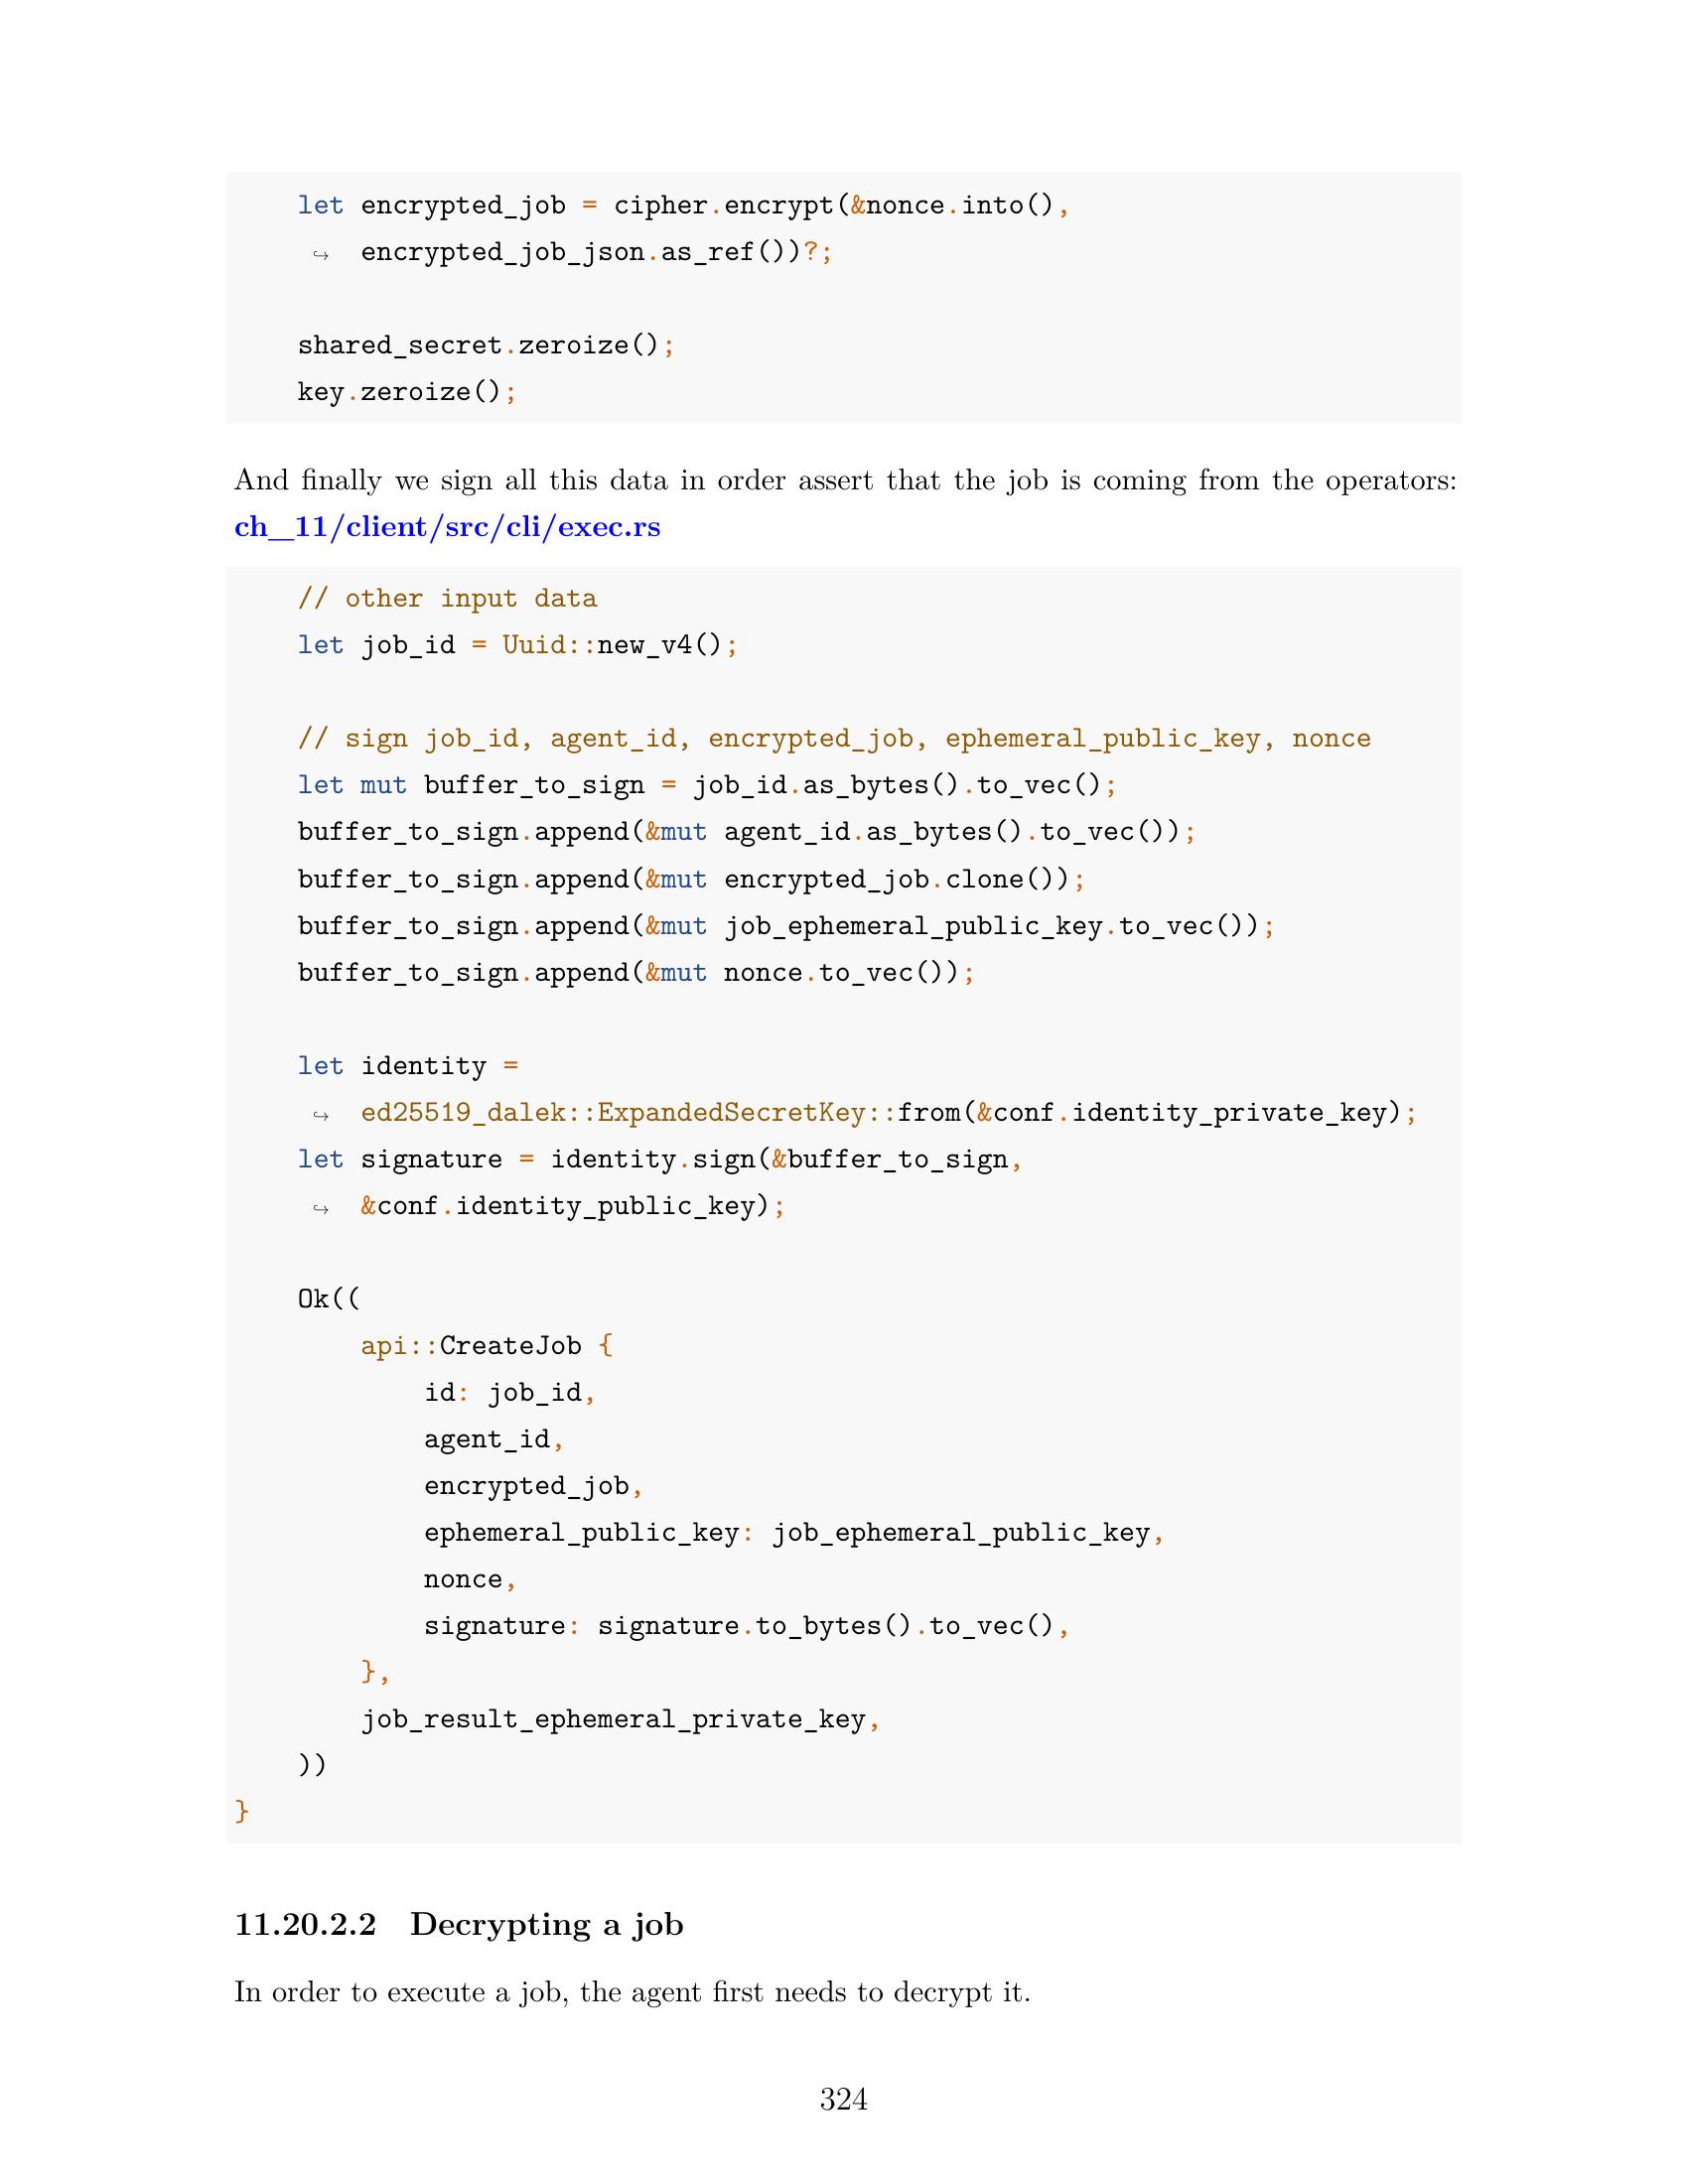 let encrypted_job = cipher.encrypt(&nonce.into(),
     ↪  encrypted_job_json.as_ref())?;

    shared_secret.zeroize();
    key.zeroize();

And finally we sign all this data in order assert that the job is coming from the operators:
ch_11/client/src/cli/exec.rs

    // other input data
    let job_id = Uuid::new_v4();

    // sign job_id, agent_id, encrypted_job, ephemeral_public_key, nonce
    let mut buffer_to_sign = job_id.as_bytes().to_vec();
    buffer_to_sign.append(&mut agent_id.as_bytes().to_vec());
    buffer_to_sign.append(&mut encrypted_job.clone());
    buffer_to_sign.append(&mut job_ephemeral_public_key.to_vec());
    buffer_to_sign.append(&mut nonce.to_vec());

    let identity =
     ↪  ed25519_dalek::ExpandedSecretKey::from(&conf.identity_private_key);
    let signature = identity.sign(&buffer_to_sign,
     ↪  &conf.identity_public_key);

    Ok((
        api::CreateJob {
            id: job_id,
            agent_id,
            encrypted_job,
            ephemeral_public_key: job_ephemeral_public_key,
            nonce,
            signature: signature.to_bytes().to_vec(),
        },
        job_result_ephemeral_private_key,
    ))
}

11.20.2.2 Decrypting a job
In order to execute a job, the agent first needs to decrypt it.
324